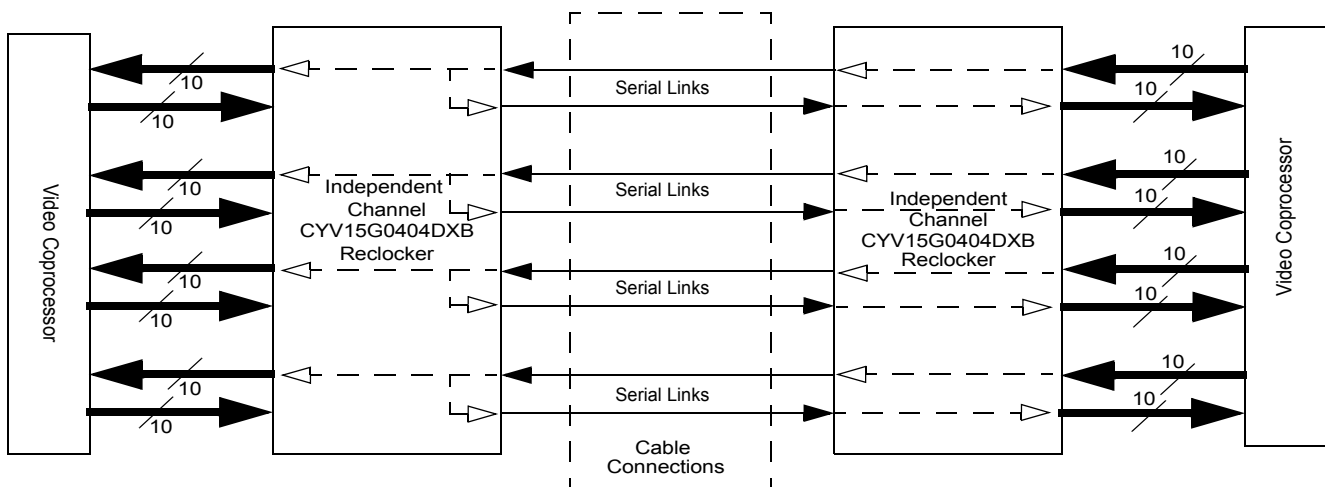 10
10
10
10
10
10
10
10
Video Coprocessor
Independent
Channel
CYV15G0404DXB
Reclocker
Serial Links
Serial Links
Serial Links
Serial Links
Cable
Connections
Independent
Channel
CYV15G0404DXB
Reclocker
10
10
10
10
10
10
10
10
Video Coprocessor